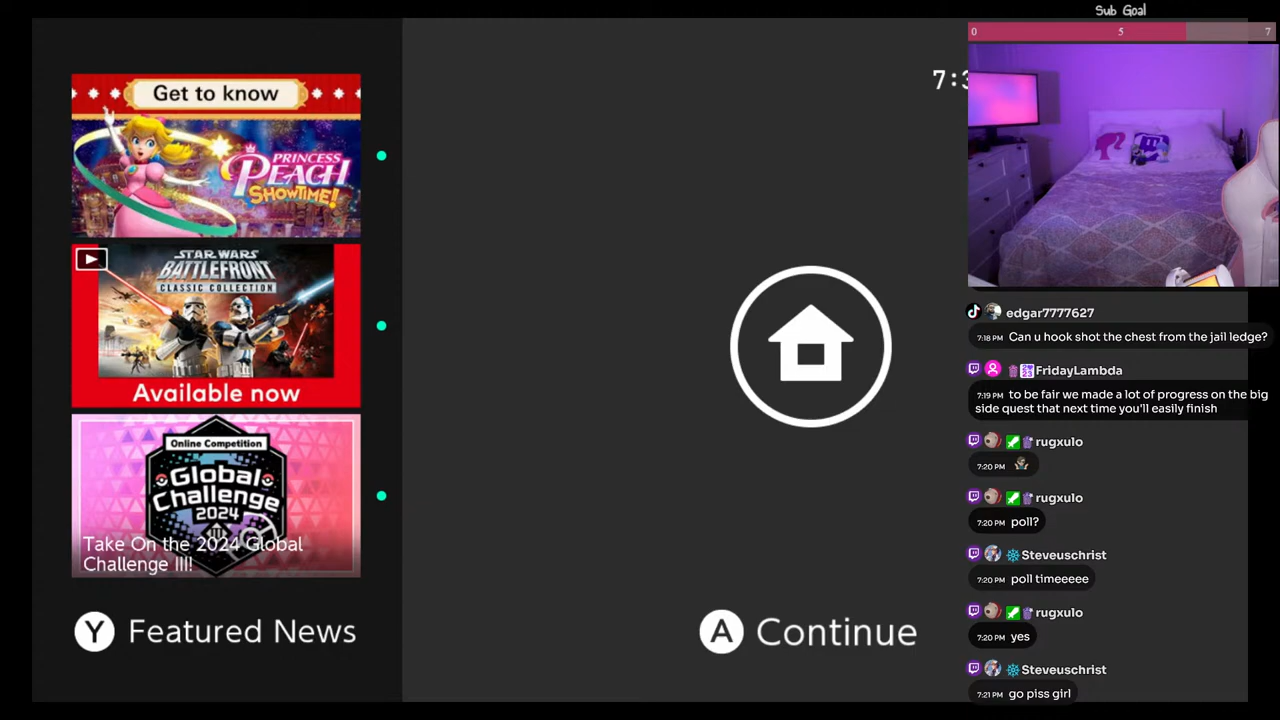 Sub Goal
0 5 7
Get to know
PRINCESS
PEACH
SHOWTIME!
STAR WARS
BATTLEFRONT
CLASSIC COLLECTION
Available now
Online Competition
Global
Challenge
2024
Take On the 2024 Global
Challenge III!
Y Featured News
7:3
A Continue
edgar7777627
7:18 PM Can u hook shot the chest from the jail ledge?
FridayLambda
7:19 PM to be fair we made a lot of progress on the big
side quest that next time you'll easily finish
rugxulo
7:20 PM
rugxulo
7:20 PM poll?
Steveuschrist
7:20 PM poll timeeeee
rugxulo
7:20 PM yes
Steveuschrist
7:21 PM go piss girl